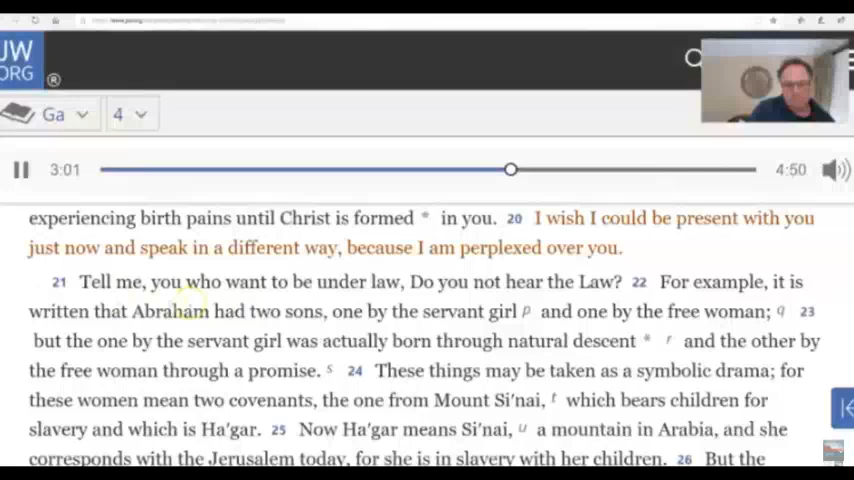 JW
ORG
®
Ga
4
3:01
4:50
experiencing birth pains until Christ is formed * in you. 20 I wish I could be present with you
just now and speak in a different way, because I am perplexed over you.
21 Tell me, you who want to be under law, Do you not hear the Law? 22 For example, it is
written that Abraham had two sons, one by the servant girl p and one by the free woman; q 23
but the one by the servant girl was actually born through natural descent * r and the other by
the free woman through a promise. s 24 These things may be taken as a symbolic drama; for
these women mean two covenants, the one from Mount Si′nai, t which bears children for
slavery and which is Ha′gar. 25 Now Ha′gar means Si′nai, u a mountain in Arabia, and she
corresponds with the Jerusalem today, for she is in slavery with her children. 26 But the